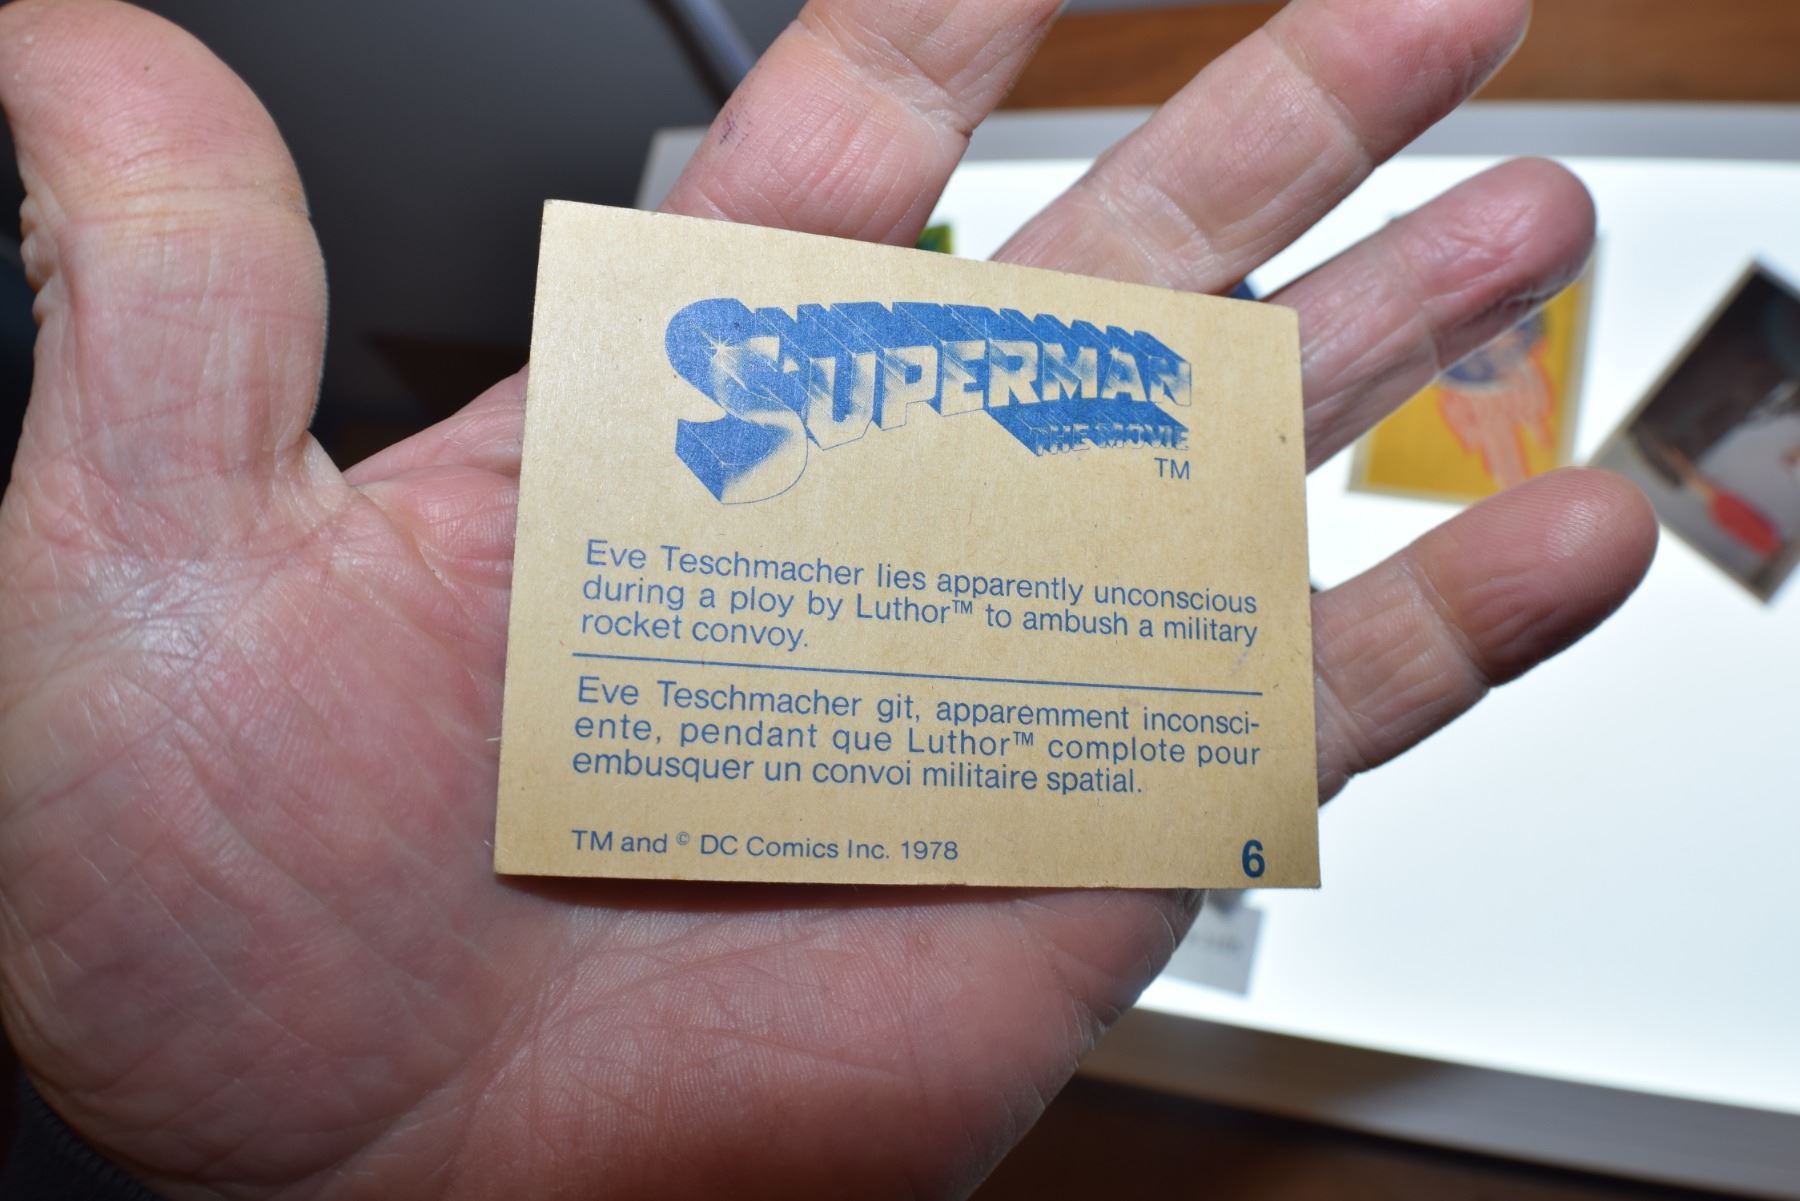 SUPERMAN
THE MOVIE
TM
Eve Teschmacher lies apparently unconscious
during a ploy by Luthor™ to ambush a military
rocket convoy.
Eve Teschmacher git, apparemment inconsci-
ente, pendant que Luthor™ complote pour
embusquer un convoi militaire spatial.
TM and © DC Comics Inc. 1978
6